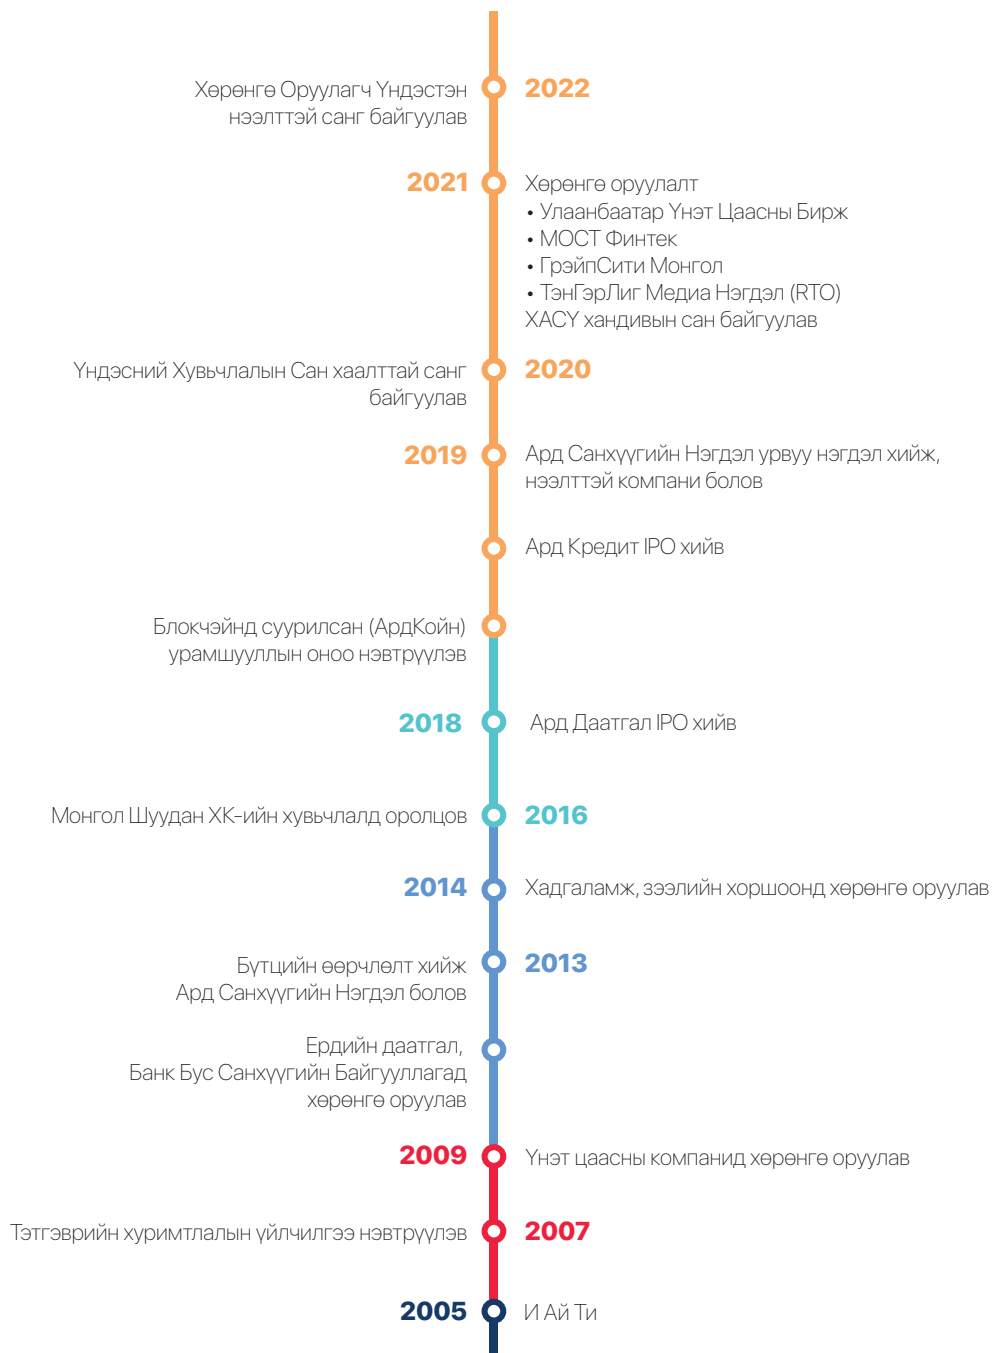 2022
Хөрөнгө Оруулагч Үндэстэн
нээлттэй санг байгуулав
2021
Хөрөнгө оруулалт
• Улаанбаатар Үнэт Цаасны Бирж
• МОСТ Финтек
• ГрэйпСити Монгол
• ТэнГэрЛиг Медиа Нэгдэл (RTO)
ХАСҮ хандивын сан байгуулав
2020
Үндэсний Хувьчлалын Сан хаалттай санг
байгуулав
2019
Ард Санхүүгийн Нэгдэл урвуу нэгдэл хийж,
нээлттэй компани болов
Ард Кредит IPO хийв
Блокчэйнд суурилсан (АрдКойн)
урамшууллын оноо нэвтрүүлэв
2018
Ард Даатгал IPO хийв
2016
Монгол Шуудан ХК-ийн хувьчлалд оролцов
2014
Хадгаламж, зээлийн хоршоонд хөрөнгө оруулав
2013
Бүтцийн өөрчлөлт хийж
Ард Санхүүгийн Нэгдэл болов
Ердийн даатгал,
Банк Бус Санхүүгийн Байгууллагад
хөрөнгө оруулав
2009
Үнэт цаасны компанид хөрөнгө оруулав
2007
Тэтгэврийн хуримтлалын үйлчилгээ нэвтрүүлэв
2005
И Ай Ти